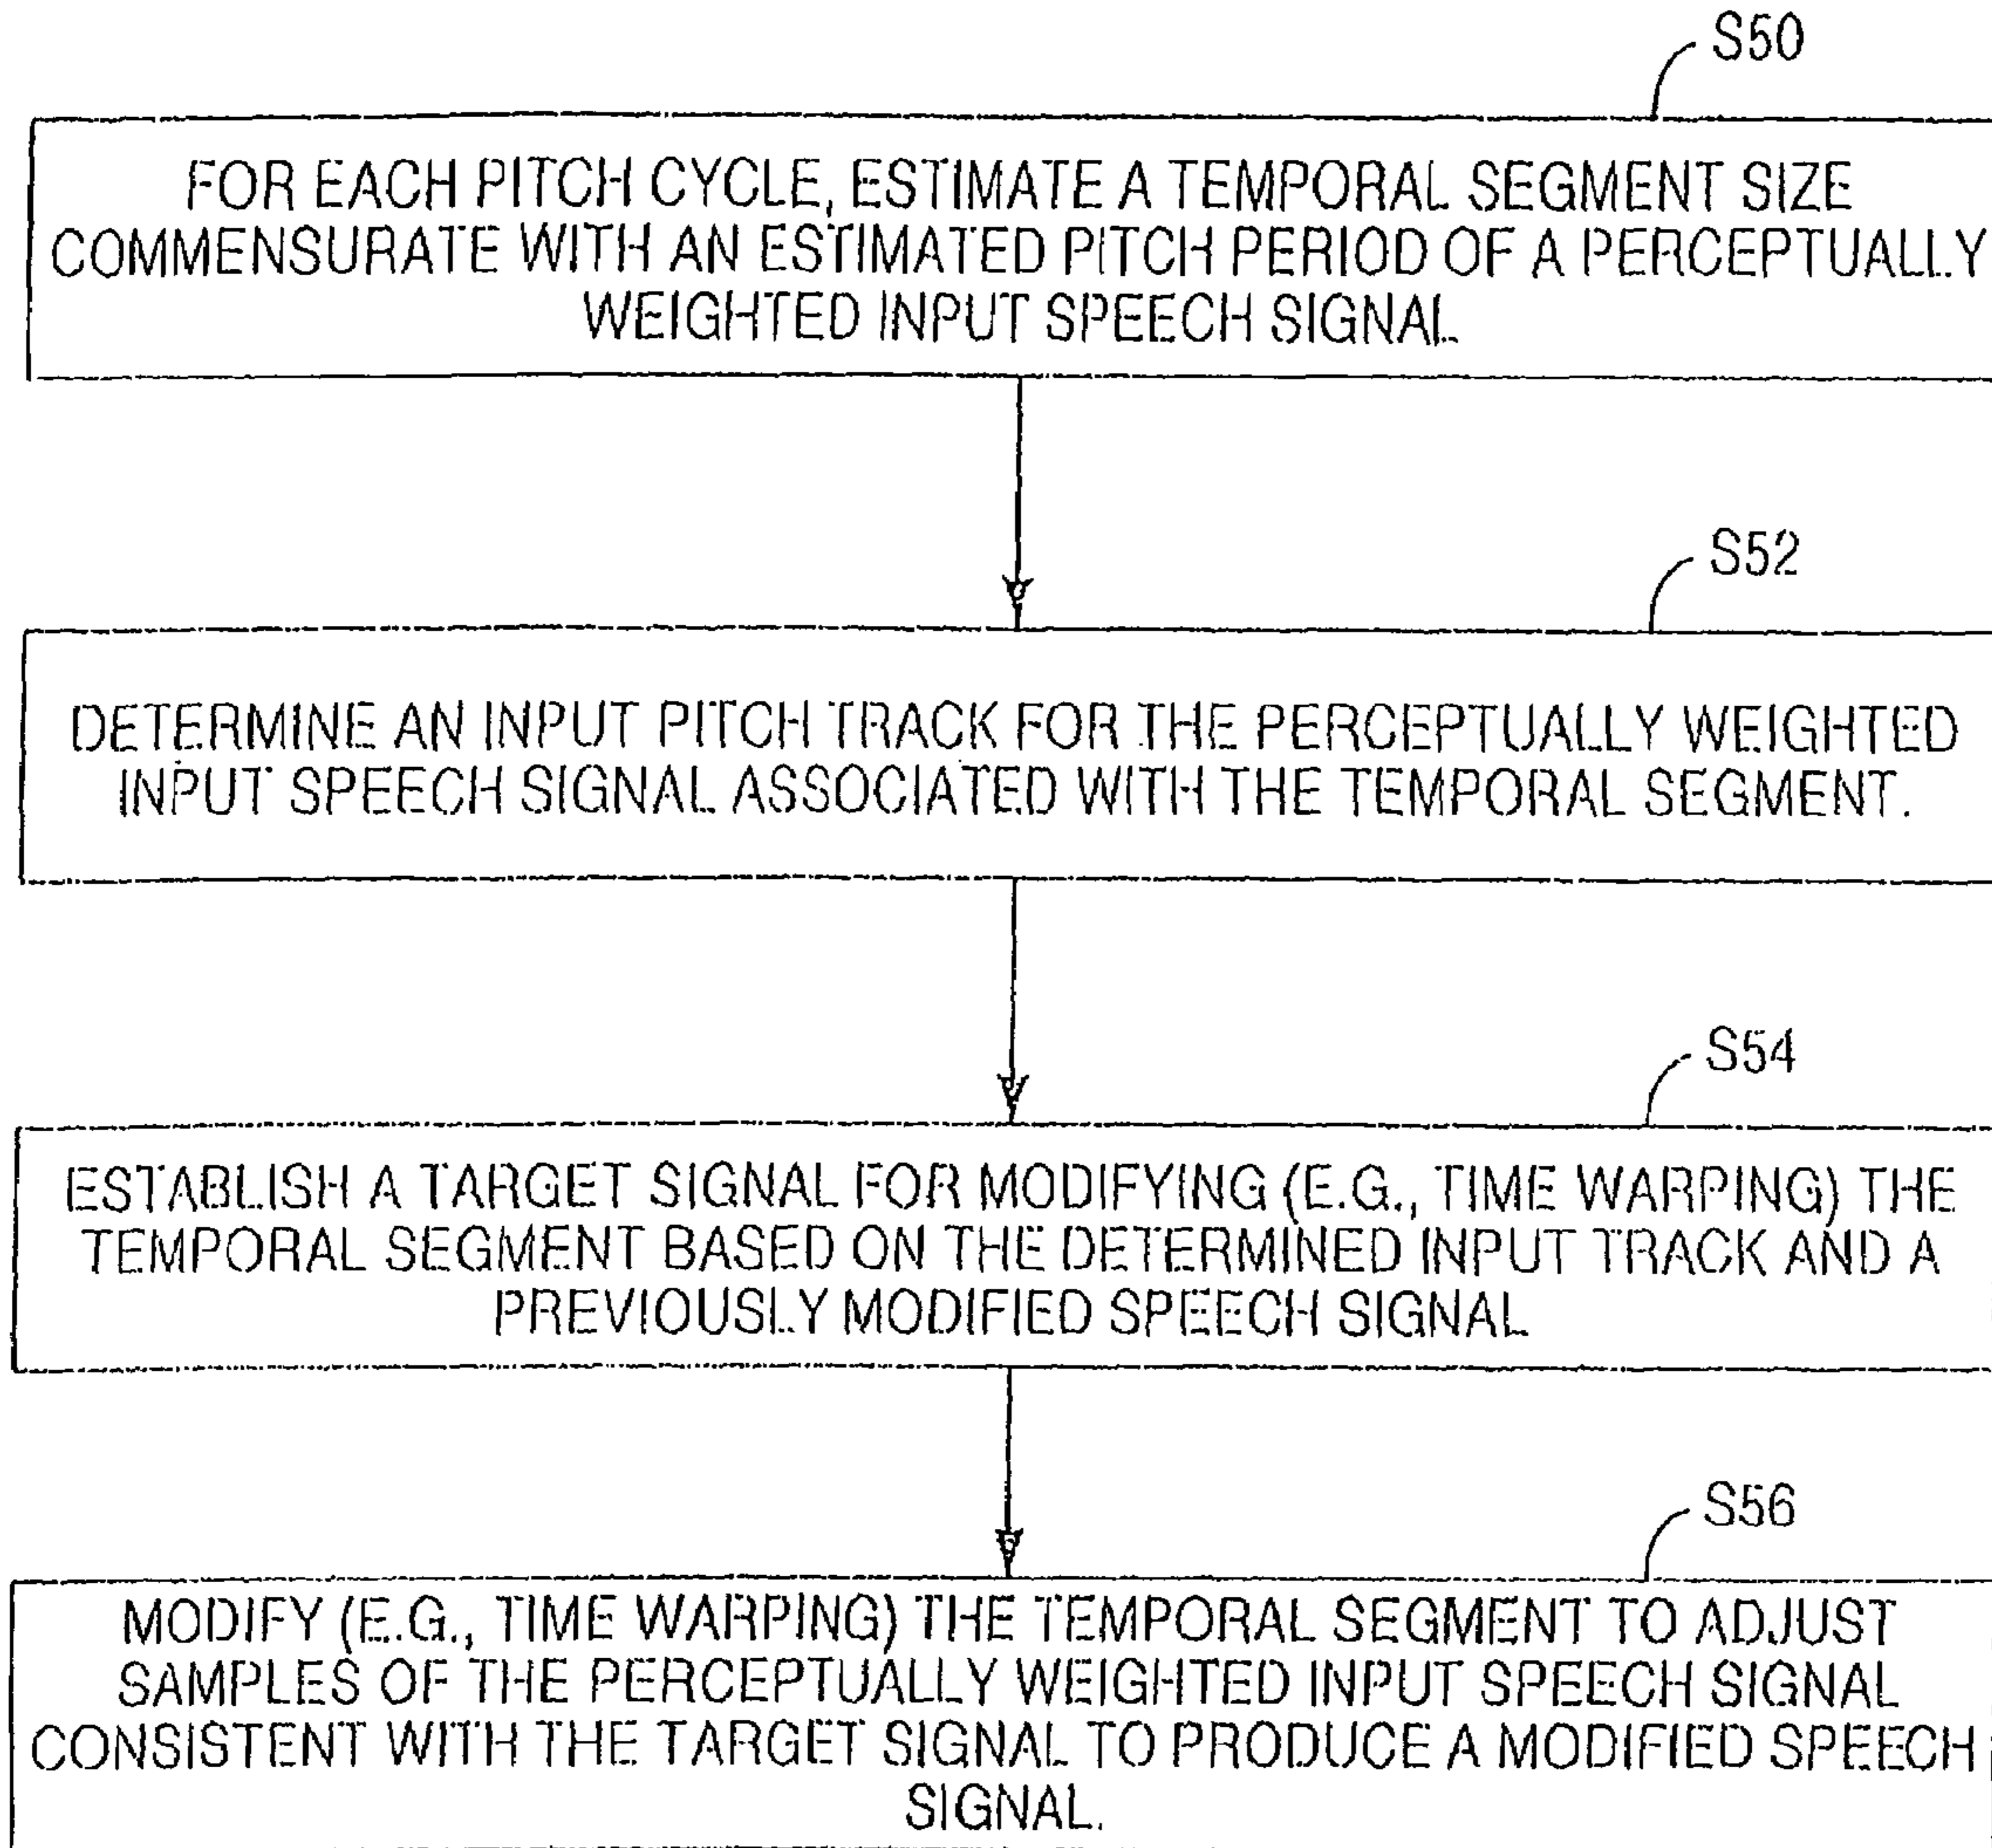 S50
FOR EACH PITCH CYCLE, ESTIMATE A TEMPORAL SEGMENT SIZE
COMMENSURATE WITH AN ESTIMATED PITCH PERIOD OF A PERCEPTUALLY
WEIGHTED INPUT SPEECH SIGNAL
S52
DETERMINE AN INPUT PITCH TRACK FOR THE PERCEPTUALLY WEIGHTED
INPUT SPEECH SIGNAL ASSOCIATED WITH THE TEMPORAL SEGMENT.
S54
ESTABLISH A TARGET SIGNAL FOR MODIFYING (E.G., TIME WARPING) THE
TEMPORAL SEGMENT BASED ON THE DETERMINED INPUT TRACK AND A
PREVIOUSLY MODIFIED SPEECH SIGNAL
S56
MODIFY (E.G., TIME WARPING) THE TEMPORAL SEGMENT TO ADJUST
SAMPLES OF THE PERCEPTUALLY WEIGHTED INPUT SPEECH SIGNAL
CONSISTENT WITH THE TARGET SIGNAL TO PRODUCE A MODIFIED SPEECH
SIGNAL.